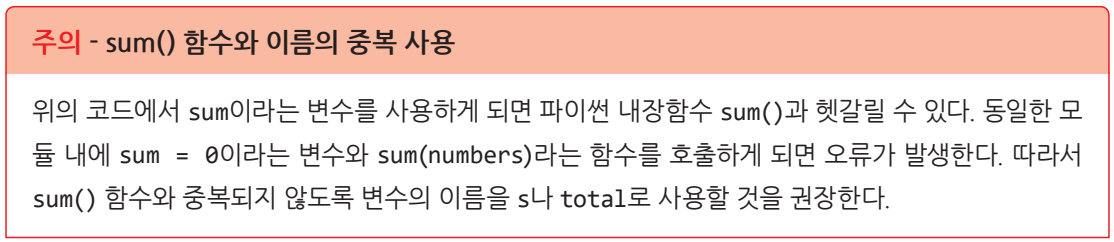 주의 - sum() 함수와 이름의 중복 사용
위의 코드에서 sum이라는 변수를 사용하게 되면 파이썬 내장함수 sum()과 헷갈릴 수 있다. 동일한 모
듈 내에 sum = 0이라는 변수와 sum(numbers)라는 함수를 호출하게 되면 오류가 발생한다. 따라서
sum() 함수와 중복되지 않도록 변수의 이름을 s나 total로 사용할 것을 권장한다.